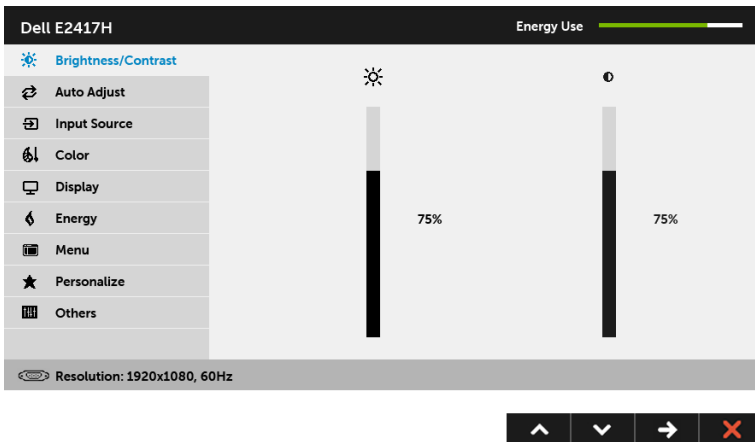 Dell E2417H
Energy Use
Brightness/Contrast
Auto Adjust
Input Source
Color
Display
Energy
Menu
Personalize
Others
75%
75%
Resolution: 1920x1080, 60Hz